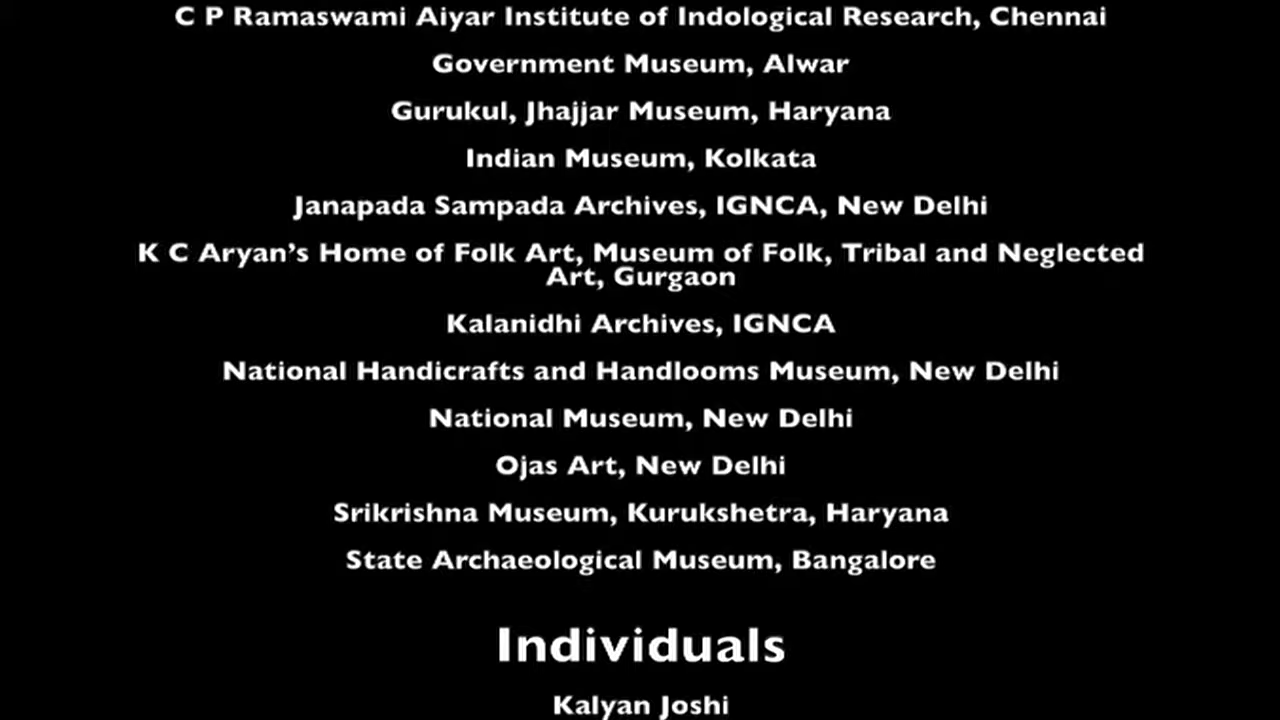 C P Ramaswami Aiyar Institute of Indological Research, Chennai
Government Museum, Alwar
Gurukul, Jhajjar Museum, Haryana
Indian Museum, Kolkata
Janapada Sampada Archives, IGNCA, New Delhi
K C Aryan’s Home of Folk Art, Museum of Folk, Tribal and Neglected
Art, Gurgaon
Kalanidhi Archives, IGNCA
National Handicrafts and Handlooms Museum, New Delhi
National Museum, New Delhi
Ojas Art, New Delhi
Srikrishna Museum, Kurukshetra, Haryana
State Archaeological Museum, Bangalore
Individuals
Kalyan Joshi